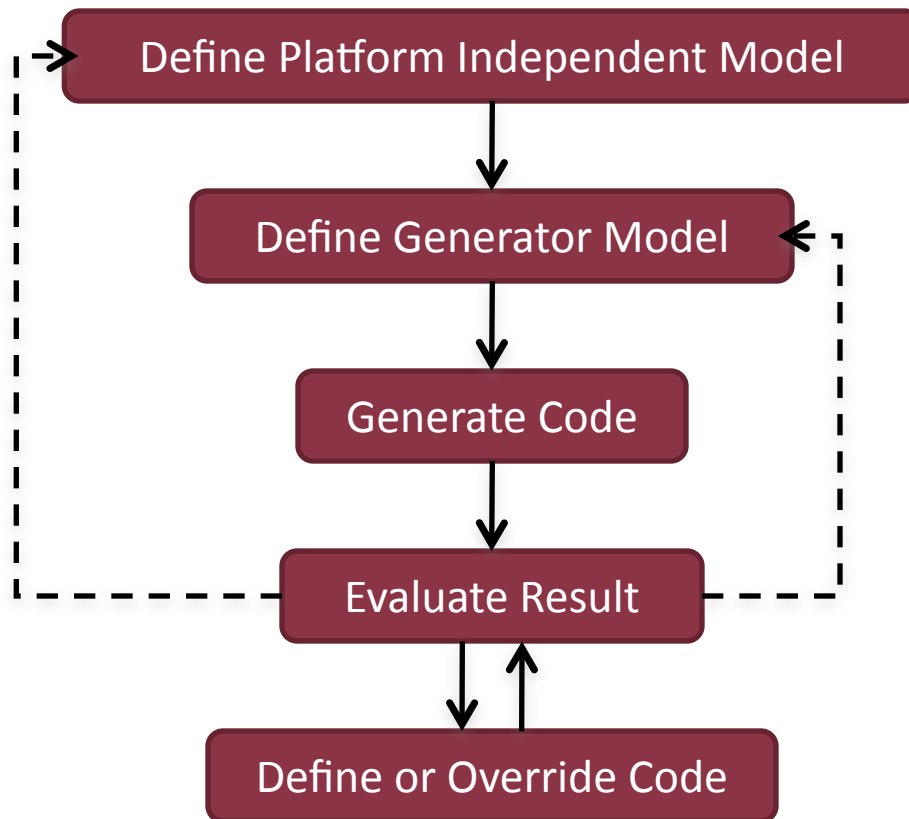 Define Platform Independent Model
Define Generator Model
Generate Code
Evaluate Result
Define or Override Code